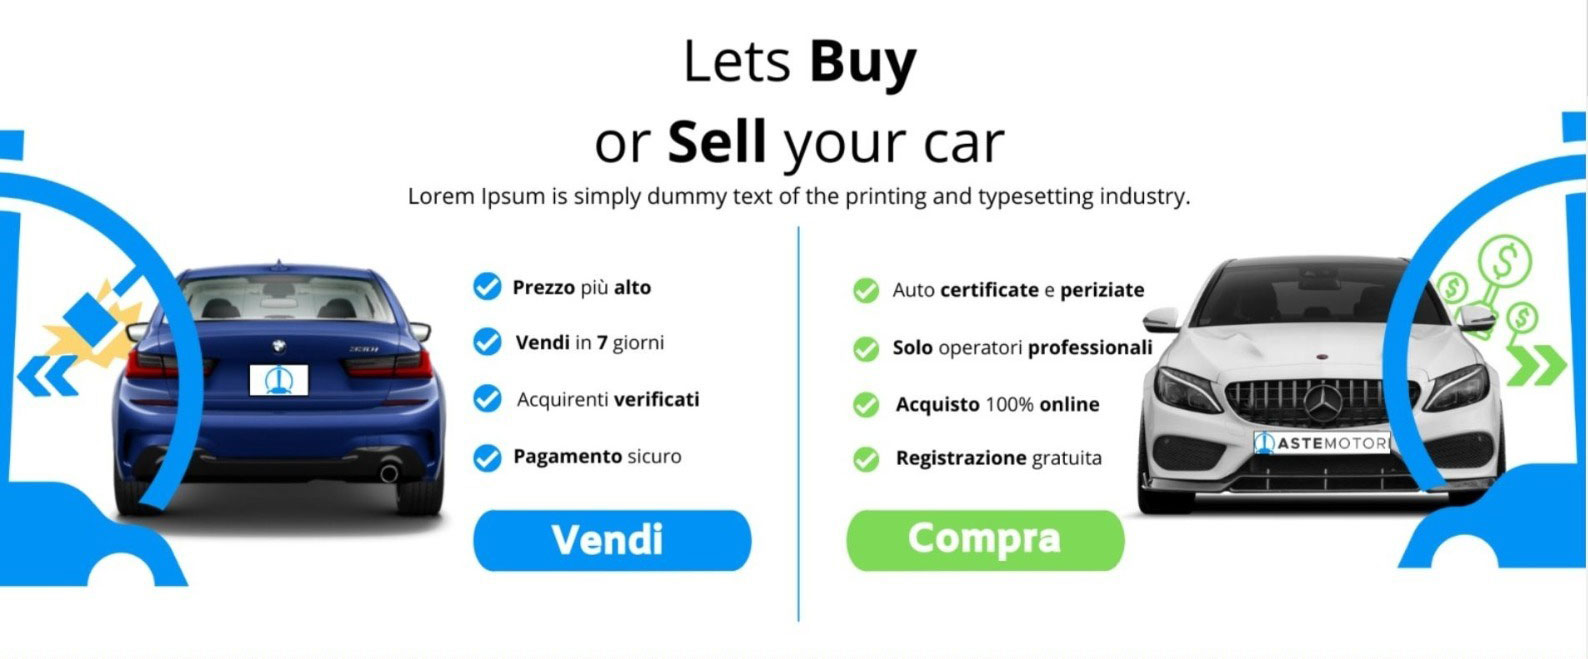 Lets Buy
or Sell your car
Lorem Ipsum is simply dummy text of the printing and typesetting industry.
Prezzo più alto
Vendi in 7 giorni
Acquirenti verificati
Pagamento sicuro
Vendi
Auto certificate e periziate
Solo operatori professionali
Acquisto 100% online
Registrazione gratuita
Compra
ASTEMOTORI
$
$
$